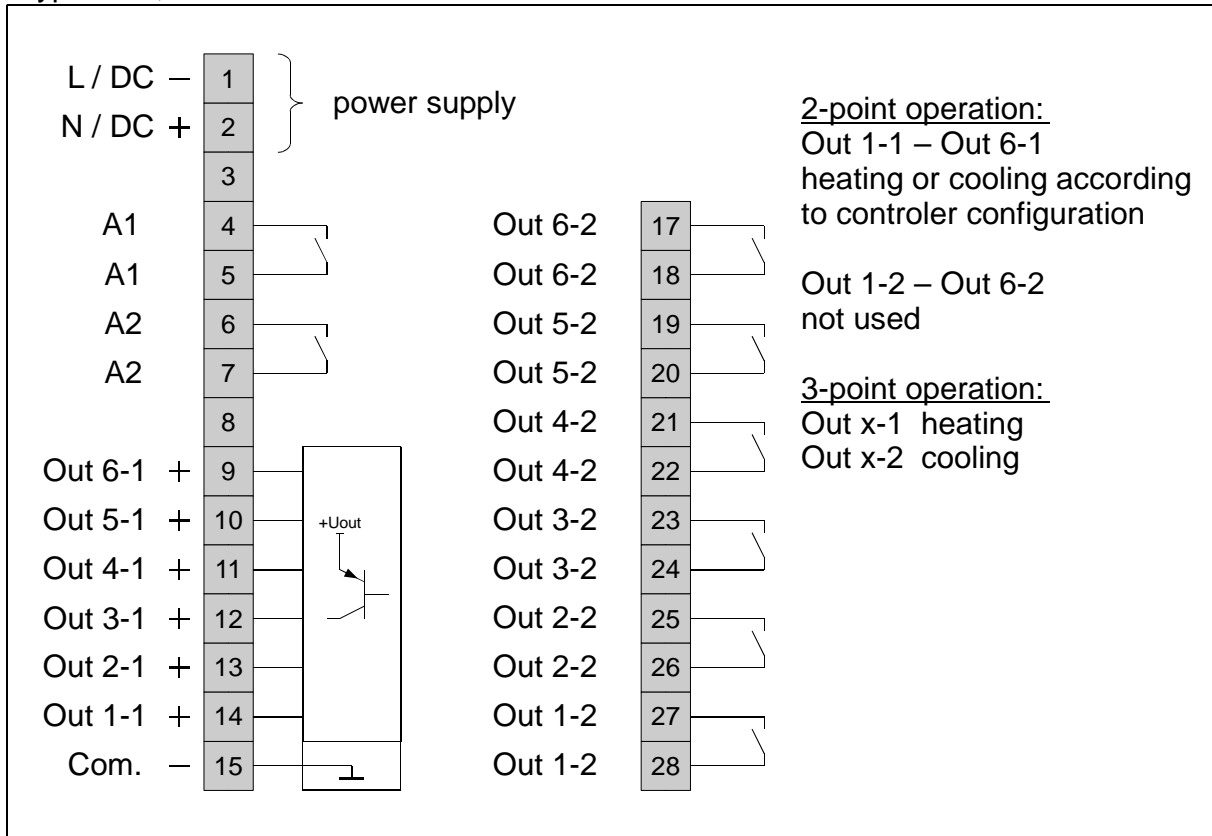 L / DC – 1
N / DC + 2
power supply
3
A1 4
A1 5
A2 6
A2 7
8
Out 6-1 + 9
Out 5-1 + 10
Out 4-1 + 11
Out 3-1 + 12
Out 2-1 + 13
Out 1-1 + 14
Com. – 15
+Uout
Out 6-2 17
Out 6-2 18
Out 5-2 19
Out 5-2 20
Out 4-2 21
Out 4-2 22
Out 3-2 23
Out 3-2 24
Out 2-2 25
Out 2-2 26
Out 1-2 27
Out 1-2 28
2-point operation:
Out 1-1 – Out 6-1
heating or cooling according
to controler configuration
Out 1-2 – Out 6-2
not used
3-point operation:
Out x-1 heating
Out x-2 cooling